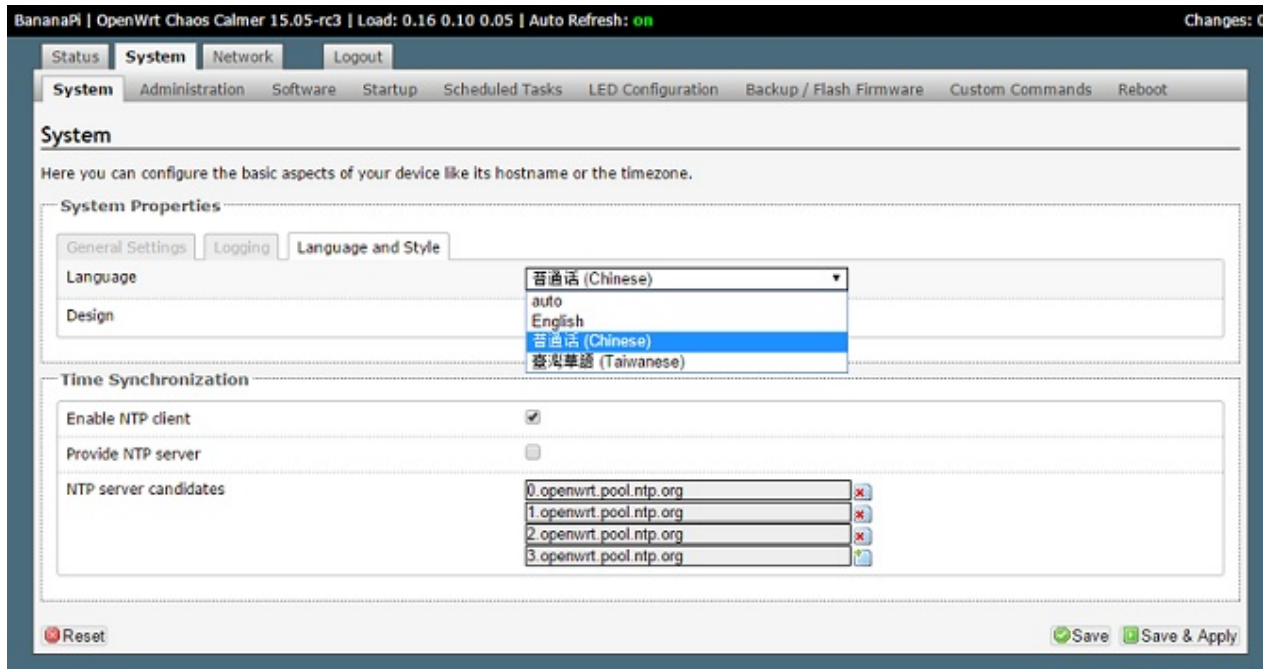 BananaPi | OpenWrt Chaos Calmer 15.05-rc3 | Load: 0.16 0.10 0.05 | Auto Refresh: on Changes:
Status System Network Logout
System Administration Software Startup Scheduled Tasks LED Configuration Backup / Flash Firmware Custom Commands Reboot
System
Here you can configure the basic aspects of your device like its hostname or the timezone.
System Properties
General Settings Logging Language and Style
Language 普通话 (Chinese)
auto
Design
English
普通话 (Chinese)
臺灣華語 (Taiwanese)
Time Synchronization
Enable NTP client
Provide NTP server
NTP server candidates 0.openwrt.pool.ntp.org
1.openwrt.pool.ntp.org
2.openwrt.pool.ntp.org
3.openwrt.pool.ntp.org
Reset Save Save & Apply